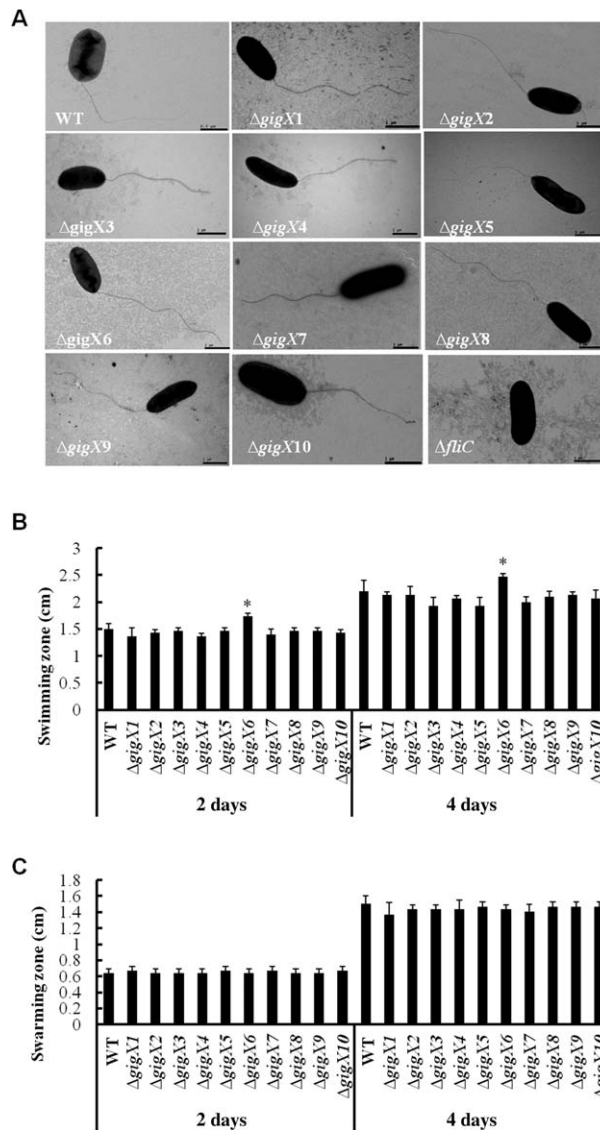 A
WT
ΔgigX1
ΔgigX2
ΔgigX3
ΔgigX4
ΔgigX5
ΔgigX6
ΔgigX7
ΔgigX8
ΔgigX9
ΔgigX10
ΔfliC
B
Swimming zone (cm)
3
2.5
2
1.5
1
0.5
0
*
*
WT
ΔgigX1
ΔgigX2
ΔgigX3
ΔgigX4
ΔgigX5
ΔgigX6
ΔgigX7
ΔgigX8
ΔgigX9
ΔgigX10
WT
ΔgigX1
ΔgigX2
ΔgigX3
ΔgigX4
ΔgigX5
ΔgigX6
ΔgigX7
ΔgigX8
ΔgigX9
ΔgigX10
2 days
4 days
C
Swarming zone (cm)
1.8
1.6
1.4
1.2
1
0.8
0.6
0.4
0.2
0
WT
ΔgigX1
ΔgigX2
ΔgigX3
ΔgigX4
ΔgigX5
ΔgigX6
ΔgigX7
ΔgigX8
ΔgigX9
ΔgigX10
WT
ΔgigX1
ΔgigX2
ΔgigX3
ΔgigX4
ΔgigX5
ΔgigX6
ΔgigX7
ΔgigX8
ΔgigX9
ΔgigX10
2 days
4 days